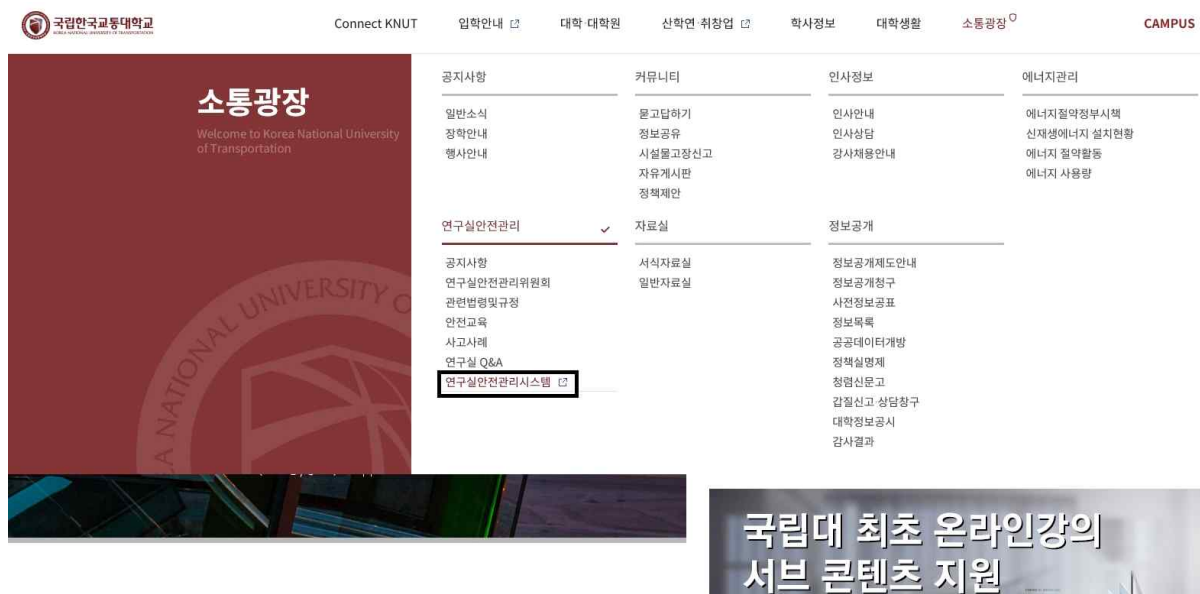 국립한국교통대학교
KOREA NATIONAL UNIVERSITY OF TRANSPORTATION
Connect KNUT
입학안내
대학·대학원
산학연·취창업
학사정보
대학생활
소통광장
CAMPUS
소통광장
Welcome to Korea National University
of Transportation
공지사항
일반소식
장학안내
행사안내
커뮤니티
묻고답하기
정보공유
시설물고장신고
자유게시판
정책제안
인사정보
인사안내
인사상담
강사채용안내
에너지관리
에너지절약정부시책
신재생에너지 설치현황
에너지 절약활동
에너지 사용량
연구실안전관리
공지사항
연구실안전관리위원회
관련법령및규정
안전교육
사고사례
연구실 Q&A
연구실안전관리시스템
자료실
서식자료실
일반자료실
정보공개
정보공개제도안내
정보공개청구
사전정보공표
정보목록
공공데이터개방
정책실명제
청렴신문고
갑질신고·상담창구
대학정보공시
감사결과
NATIONAL UNIVERSITY O
국립대 최초 온라인강의
서브 콘텐츠 지원